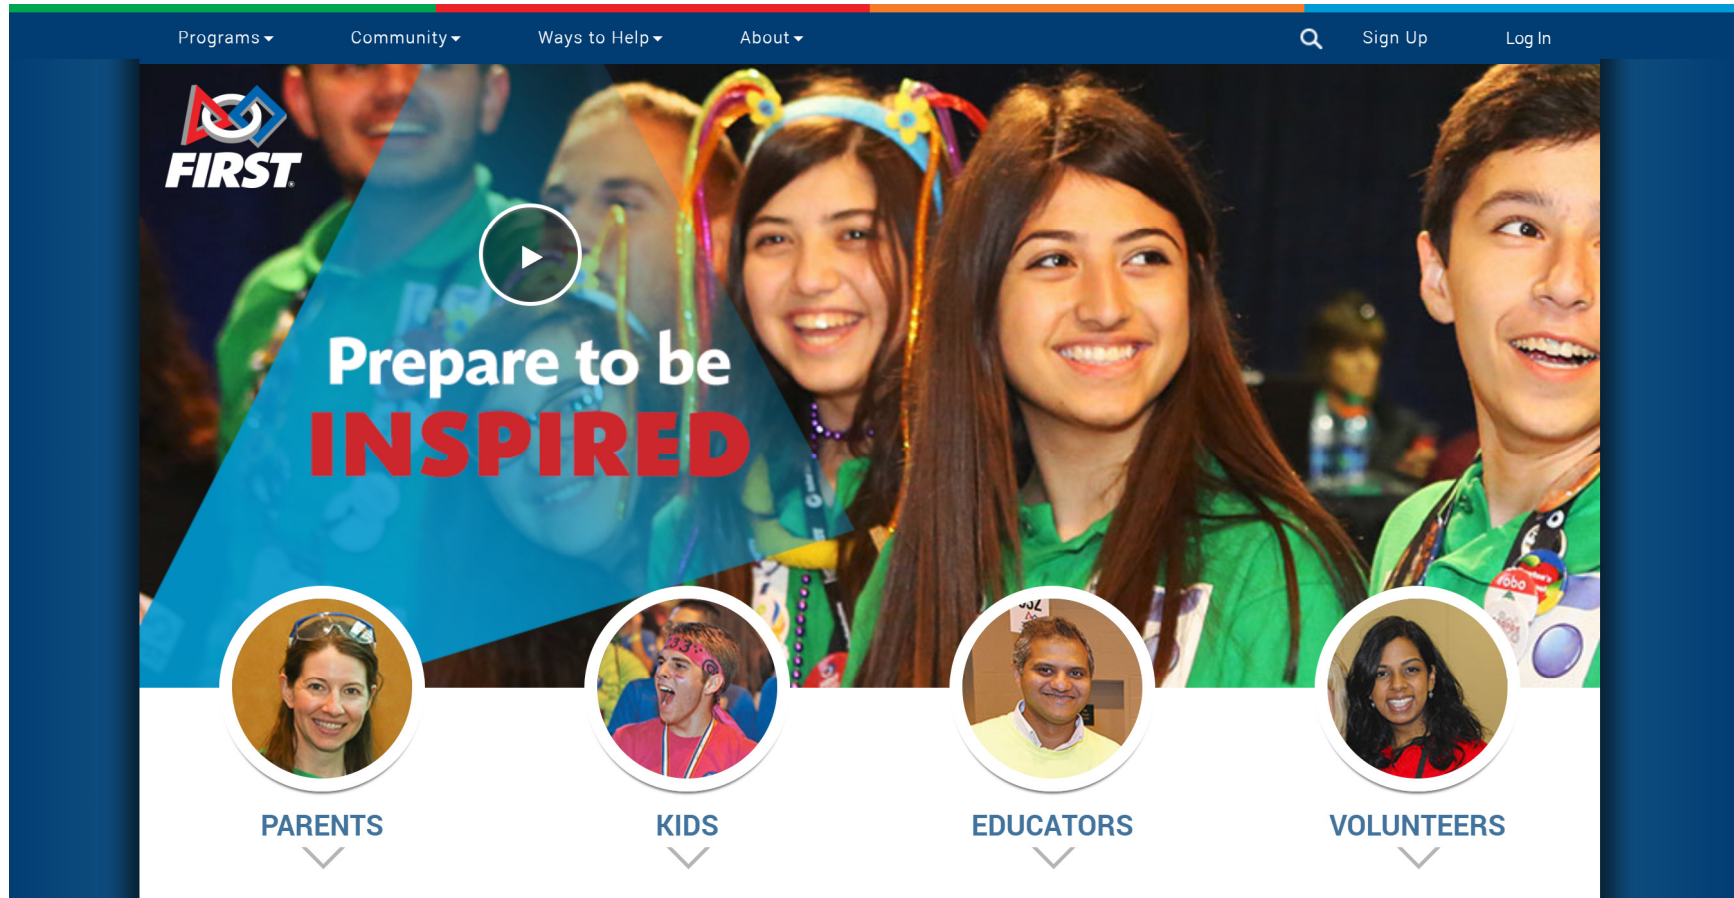 Programs
Community
Ways to Help
About
Sign Up
Log In
FIRST®
Prepare to be
INSPIRED
PARENTS
KIDS
EDUCATORS
VOLUNTEERS